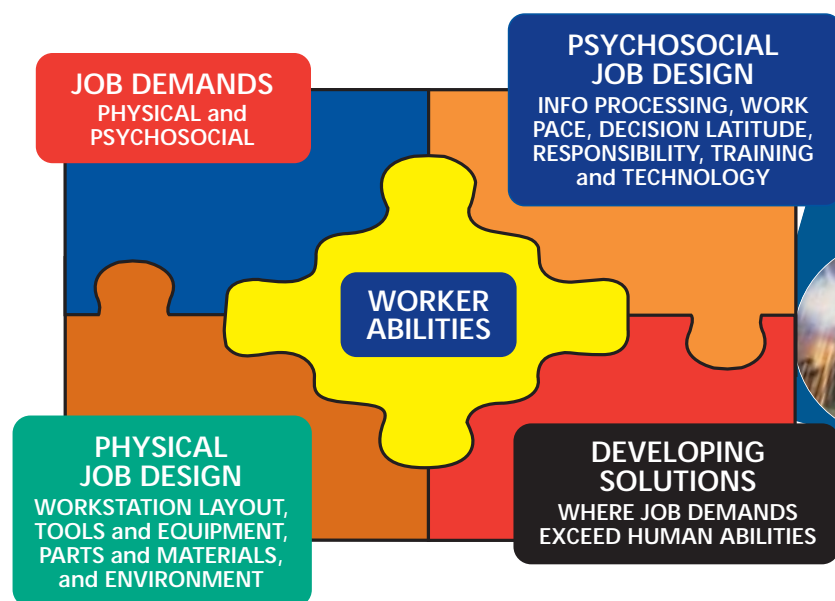 JOB DEMANDS
PHYSICAL and
PSYCHOSOCIAL
PSYCHOSOCIAL
JOB DESIGN
INFO PROCESSING, WORK
PACE, DECISION LATITUDE,
RESPONSIBILITY, TRAINING
and TECHNOLOGY
WORKER
ABILITIES
PHYSICAL
JOB DESIGN
WORKSTATION LAYOUT,
TOOLS and EQUIPMENT,
PARTS and MATERIALS,
and ENVIRONMENT
DEVELOPING
SOLUTIONS
WHERE JOB DEMANDS
EXCEED HUMAN ABILITIES